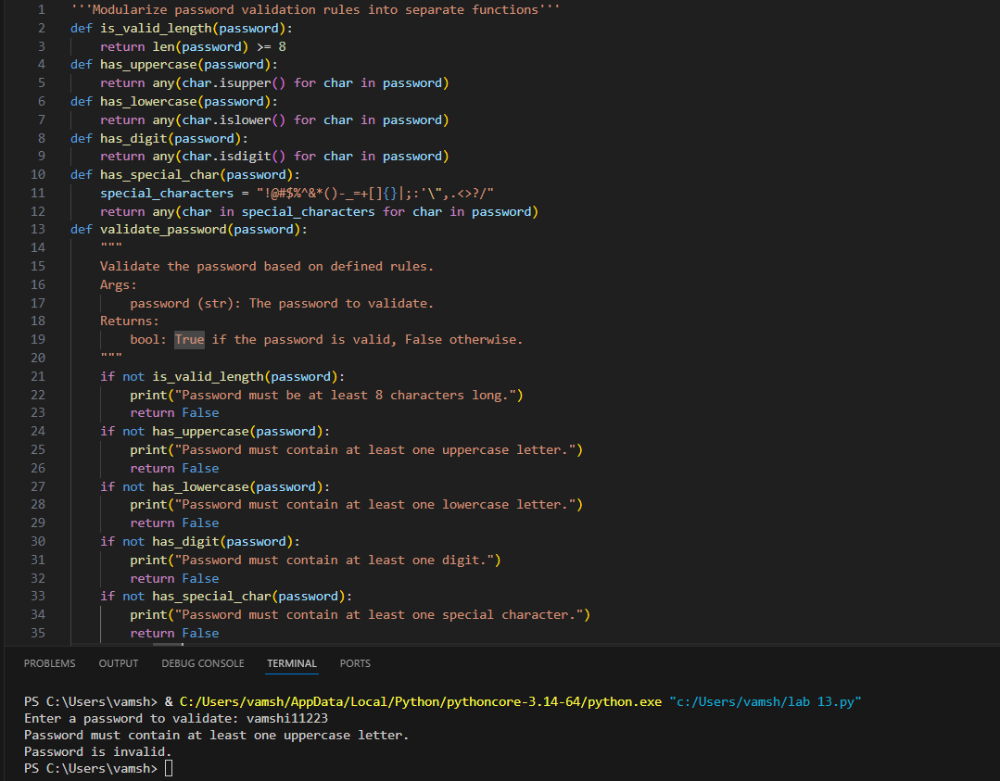 1 '''Modularize password validation rules into separate functions'''
2 def is_valid_length(password):
3     return len(password) >= 8
4 def has_uppercase(password):
5     return any(char.isupper() for char in password)
6 def has_lowercase(password):
7     return any(char.islower() for char in password)
8 def has_digit(password):
9     return any(char.isdigit() for char in password)
10 def has_special_char(password):
11     special_characters = "!@#$%^&*()-_=+[]{}|;:'\",.<>?/"
12     return any(char in special_characters for char in password)
13 def validate_password(password):
14     """
15     Validate the password based on defined rules.
16     Args:
17         password (str): The password to validate.
18     Returns:
19         bool: True if the password is valid, False otherwise.
20     """
21     if not is_valid_length(password):
22         print("Password must be at least 8 characters long.")
23         return False
24     if not has_uppercase(password):
25         print("Password must contain at least one uppercase letter.")
26         return False
27     if not has_lowercase(password):
28         print("Password must contain at least one lowercase letter.")
29         return False
30     if not has_digit(password):
31         print("Password must contain at least one digit.")
32         return False
33     if not has_special_char(password):
34         print("Password must contain at least one special character.")
35         return False
PROBLEMS OUTPUT DEBUG CONSOLE TERMINAL PORTS
PS C:\Users\vamsh> & C:/Users/vamsh/AppData/Local/Python/pythoncore-3.14-64/python.exe "c:/Users/vamsh/lab 13.py"
Enter a password to validate: vamshi11223
Password must contain at least one uppercase letter.
Password is invalid.
PS C:\Users\vamsh>